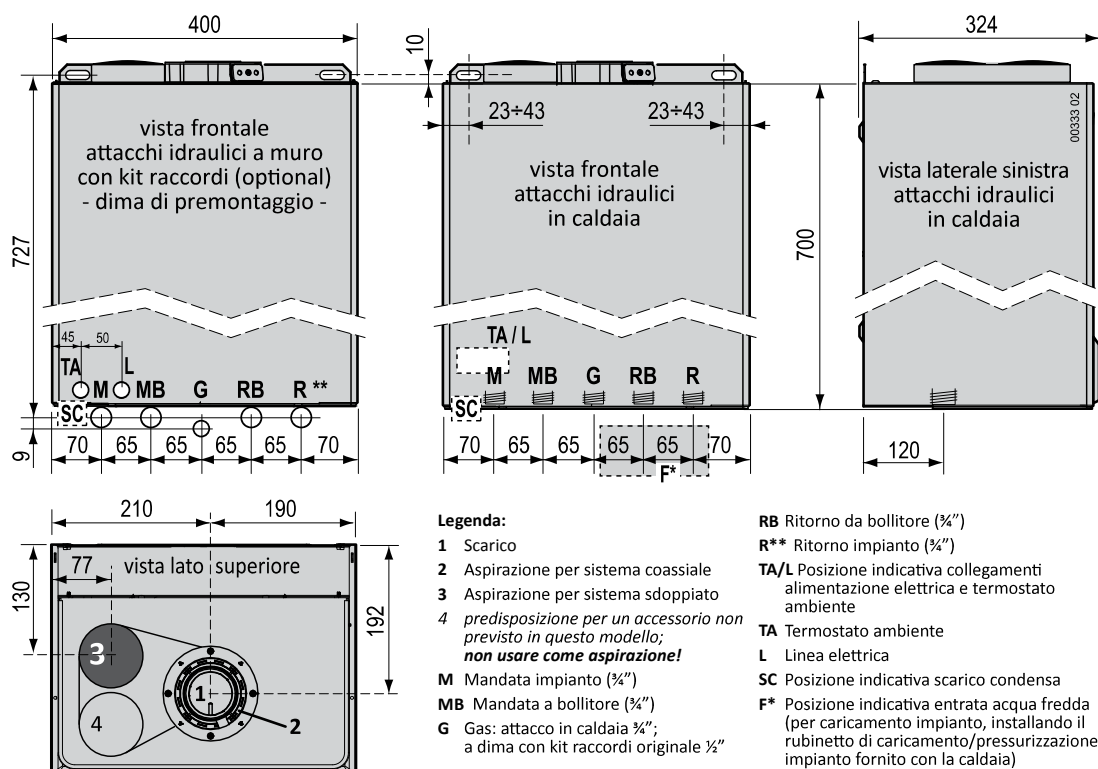 400
10
324
23÷43
23÷43
00333 02
vista frontale
attacchi idraulici a muro
con kit raccordi (optional)
- dima di premontaggio -
vista frontale
attacchi idraulici
in caldaia
vista laterale sinistra
attacchi idraulici
in caldaia
727
700
45
50
TA
L
M
MB
G
RB
R **
SC
TA / L
M
MB
G
RB
R
SC
9
70
65
65
65
65
70
70
65
65
65
65
70
F*
120
210
190
vista lato superiore
77
130
192
3
4
1
2
Legenda:
1 Scarico
2 Aspirazione per sistema coassiale
3 Aspirazione per sistema sdoppiato
4 predisposizione per un accessorio non
previsto in questo modello;
non usare come aspirazione!
M Mandata impianto (¾”)
MB Mandata a bollitore (¾”)
G Gas: attacco in caldaia ¾”;
a dima con kit raccordi originale ½”
RB Ritorno da bollitore (¾”)
R** Ritorno impianto (¾”)
TA/L Posizione indicativa collegamenti
alimentazione elettrica e termostato
ambiente
TA Termostato ambiente
L Linea elettrica
SC Posizione indicativa scarico condensa
F* Posizione indicativa entrata acqua fredda
(per caricamento impianto, installando il
rubinetto di caricamento/pressurizzazione
impianto fornito con la caldaia)